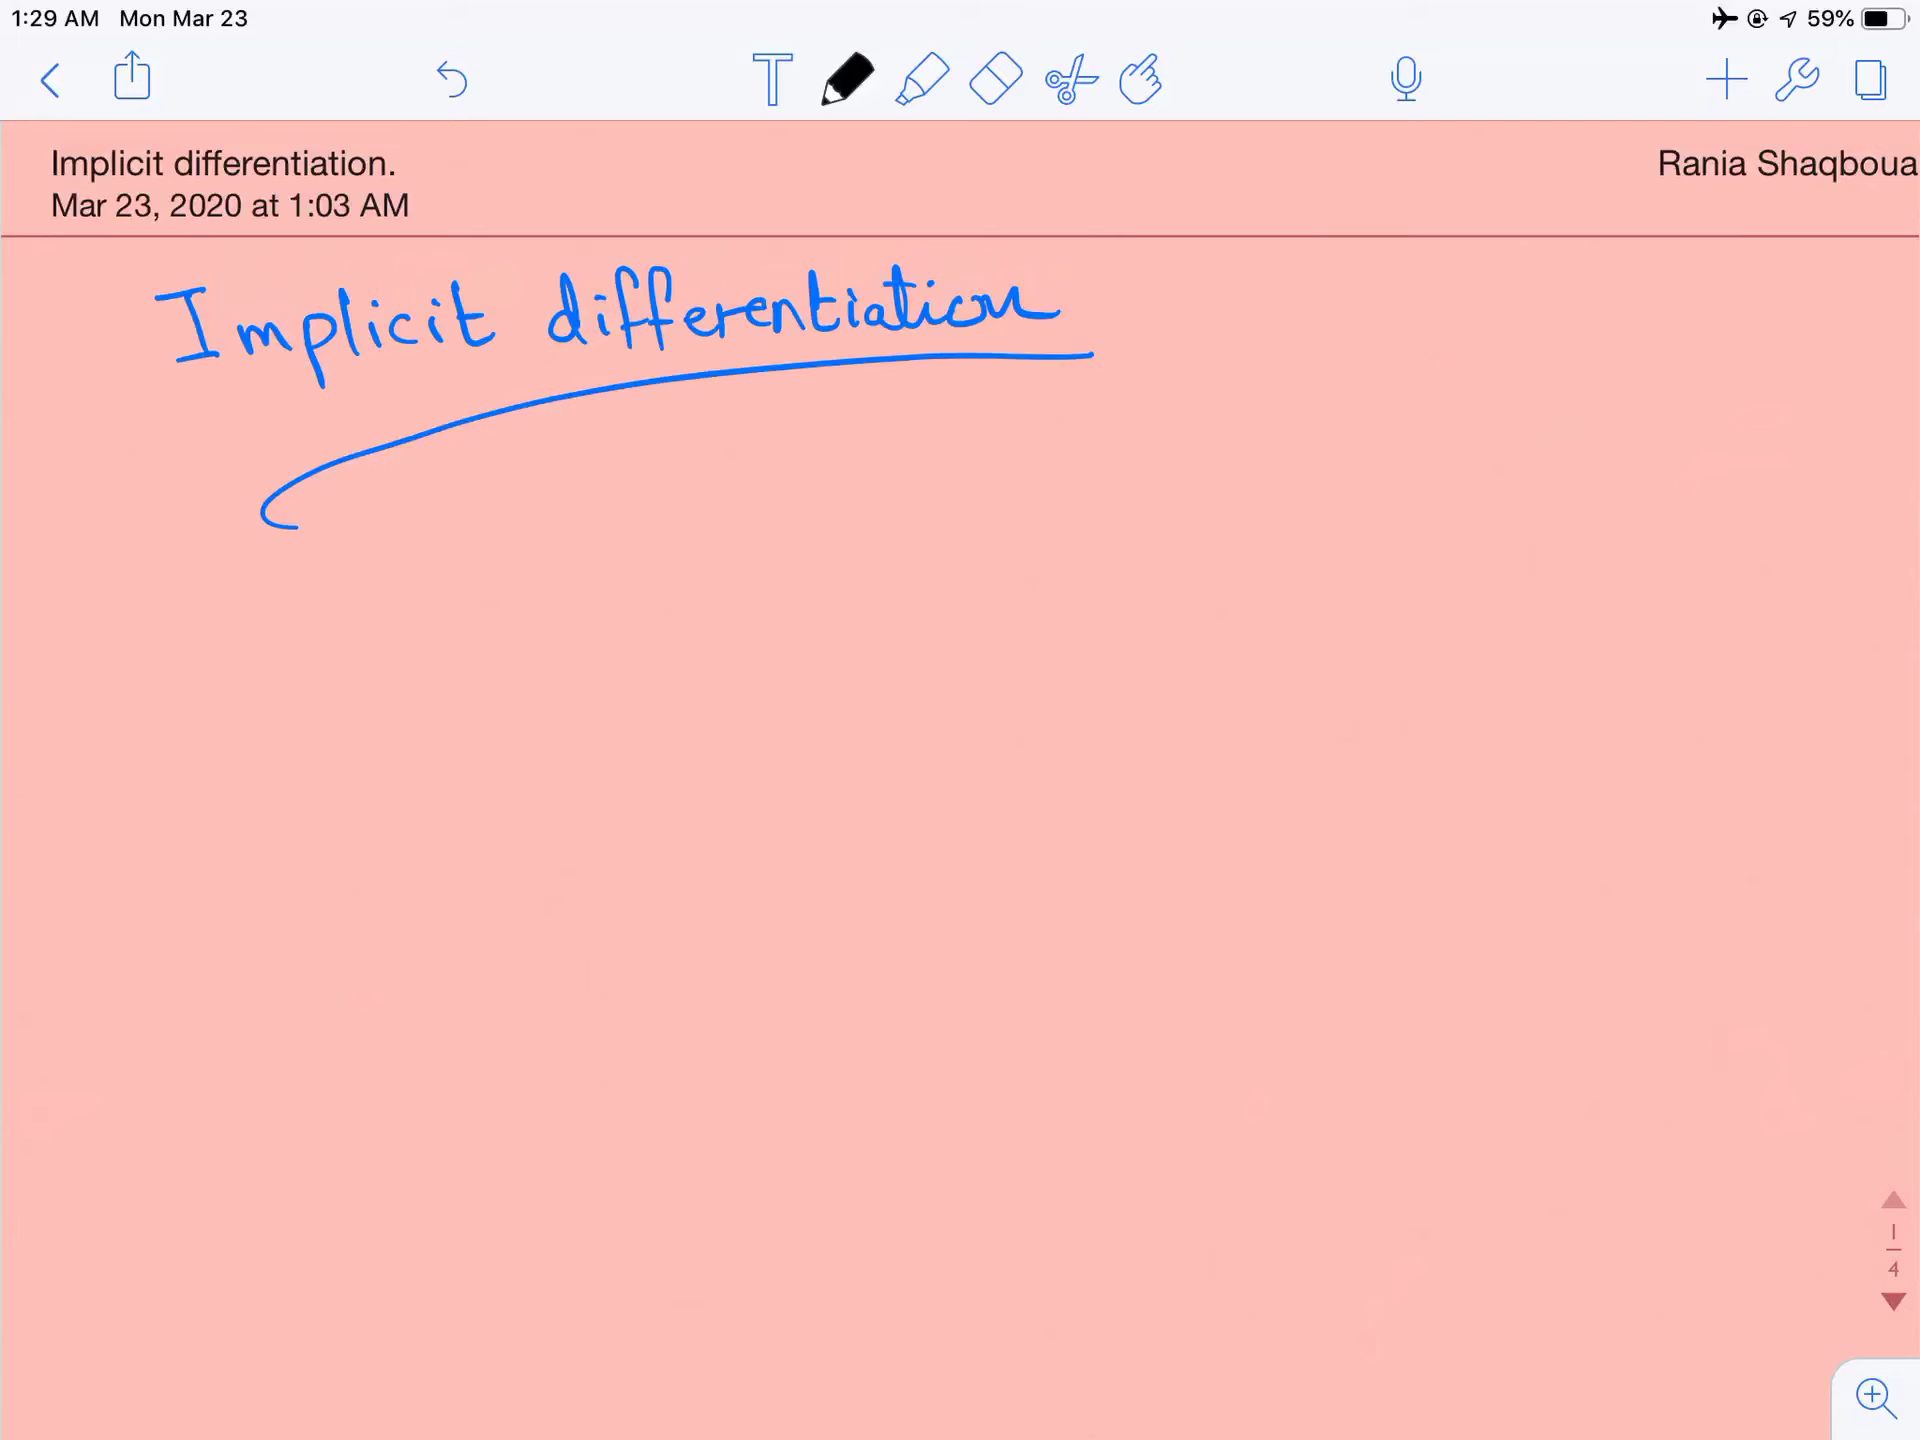 1:29 AM Mon Mar 23 59%
Implicit differentiation. Rania Shaqboua
Mar 23, 2020 at 1:03 AM
Implicit differentiation
1
4